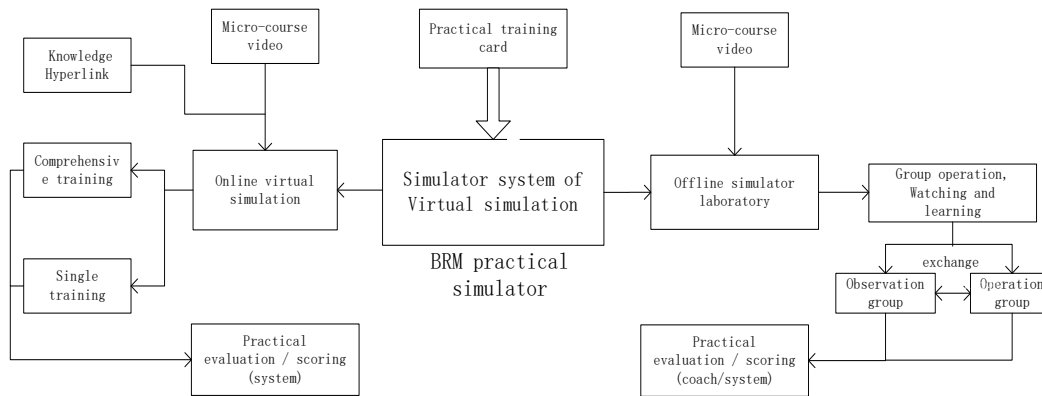 Micro-course
video
Practical training
card
Micro-course
video
Knowledge
Hyperlink
Comprehensiv
e training
Online virtual
simulation
Simulator system of
Virtual simulation
Offline simulator
laboratory
Group operation,
Watching and
learning
BRM practical
simulator
exchange
Single
training
Observation
group
Operation
group
Practical
evaluation / scoring
(system)
Practical
evaluation / scoring
(coach/system)